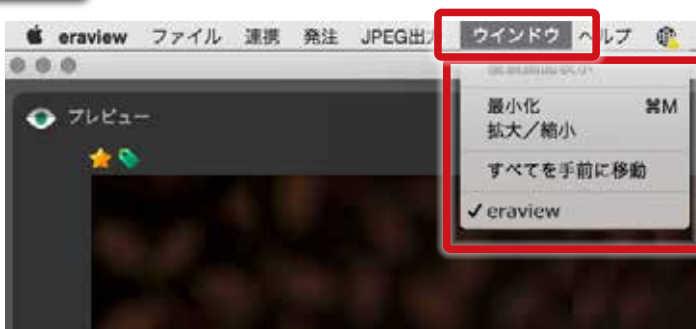 eraview ファイル 連携 発注 JPEG出 ウインドウ ヘルプ
プレビュー
最小化 ⌘M
拡大／縮小
すべてを手前に移動
✓ eraview